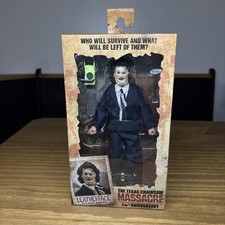 WHO WILL SURVIVE AND WHAT
WILL BE LEFT OF THEM?
LEATHERFACE
THE TEXAS CHAINSAW
MASSACRE
ANNIVERSARY